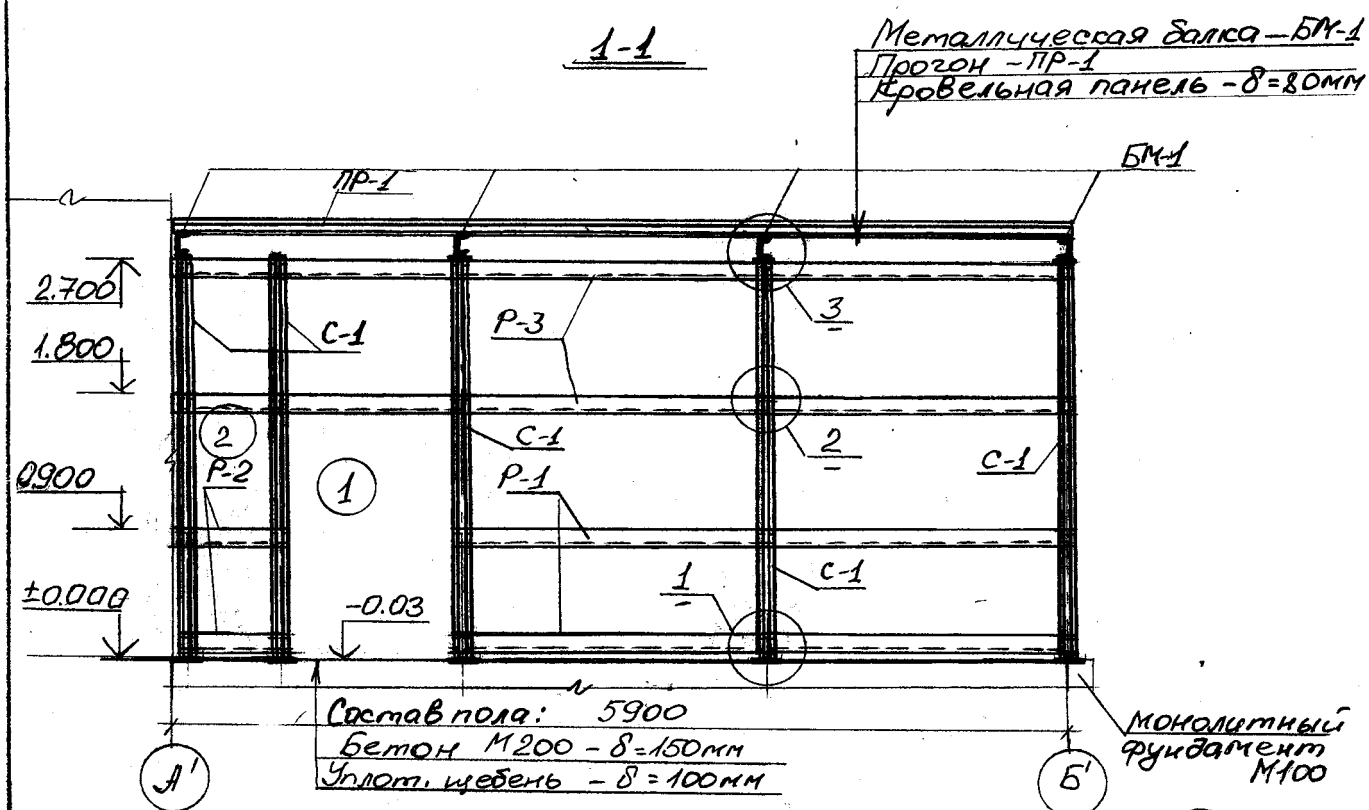 1-1
Металлическая балка-БМ-1
Прогон -ПР-1
Кровельная панель - δ=80мм
БМ-1
ПР-1
2.700
3
С-1
Р-3
1.800
2
С-1
2
С-1
0.900
Р-2
1
Р-1
1
С-1
±0.000
-0.03
Состав пола:
5900
Бетон М200 - δ=150мм
Уплот. щебень - δ=100мм
монолитный
фундамент
М100
А'
Б'